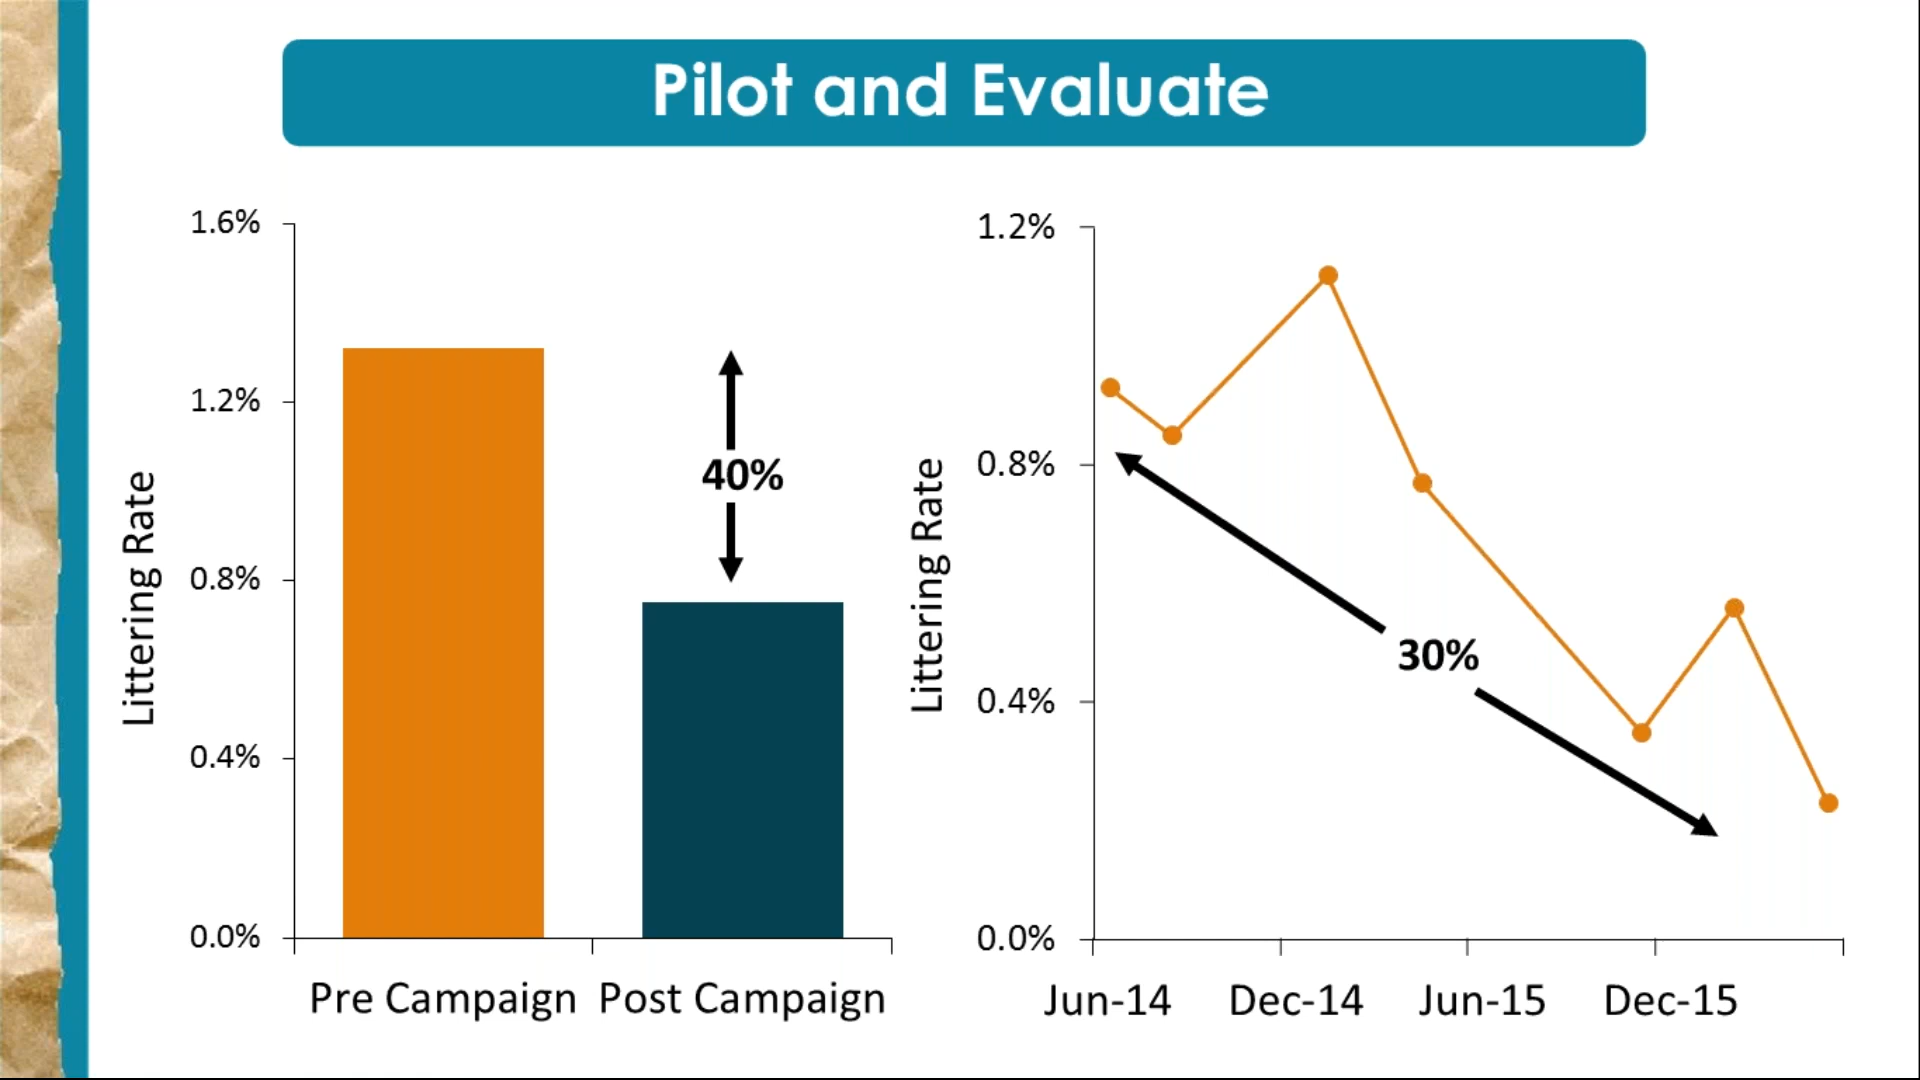 Pilot and Evaluate
1.6%
1.2%
0.8%
0.4%
0.0%
Littering Rate
40%
Pre Campaign
Post Campaign
1.2%
0.8%
0.4%
0.0%
Littering Rate
30%
Jun-14
Dec-14
Jun-15
Dec-15